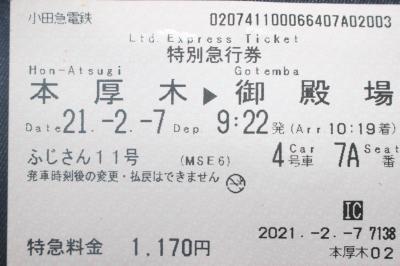 小田急電鉄 02074110006640​7A02003
Ltd. Express Ticket
特別急行券
Hon-Atsugi Gotemba
本厚木▶御殿場
Date 21.-2.-7 Dep 9:22発(Arr 10:19着)
ふじさん11号 (MSE6) 4 Car 号車 7A Seat 番
発車時刻後の変更・払戻はできません
IC
特急料金 1,170円 2021.-2.-7 7138
本厚木02